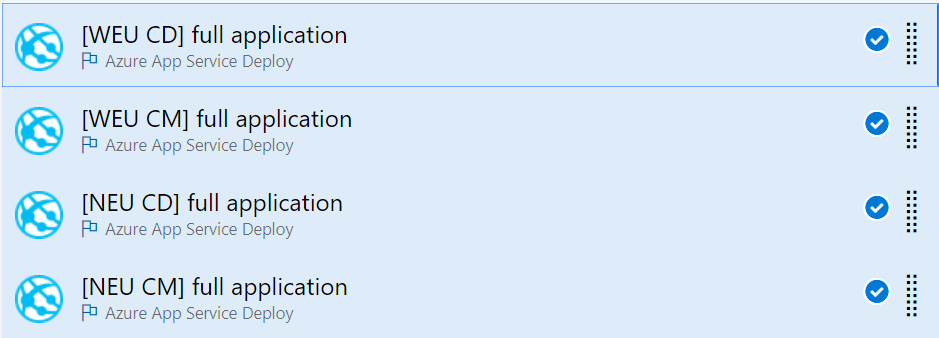 [WEU CD] full application
Azure App Service Deploy
[WEU CM] full application
Azure App Service Deploy
[NEU CD] full application
Azure App Service Deploy
[NEU CM] full application
Azure App Service Deploy